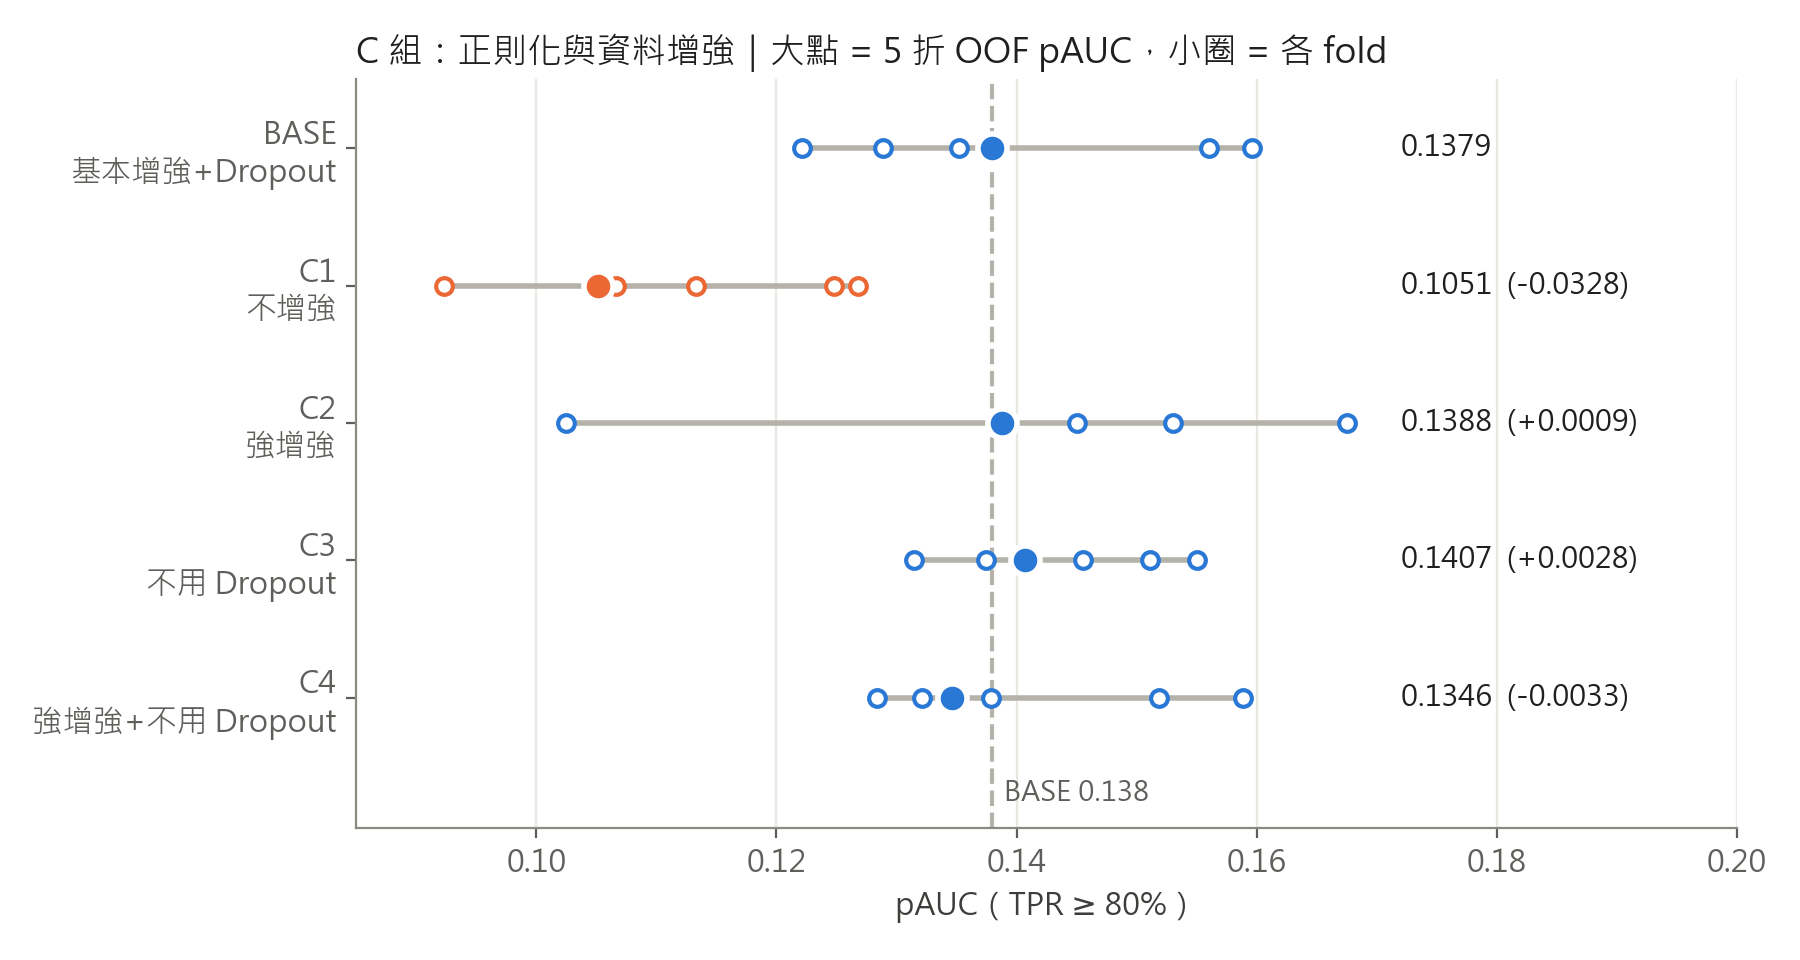 C 組：正則化與資料增強 | 大點 = 5 折 OOF pAUC，小圈 = 各 fold
BASE
基本增強+Dropout
0.1379
C1
不增強
0.1051 (-0.0328)
C2
強增強
0.1388 (+0.0009)
C3
不用 Dropout
0.1407 (+0.0028)
C4
強增強+不用 Dropout
0.1346 (-0.0033)
BASE 0.138
0.10 0.12 0.14 0.16 0.18 0.20
pAUC（TPR ≥ 80%）